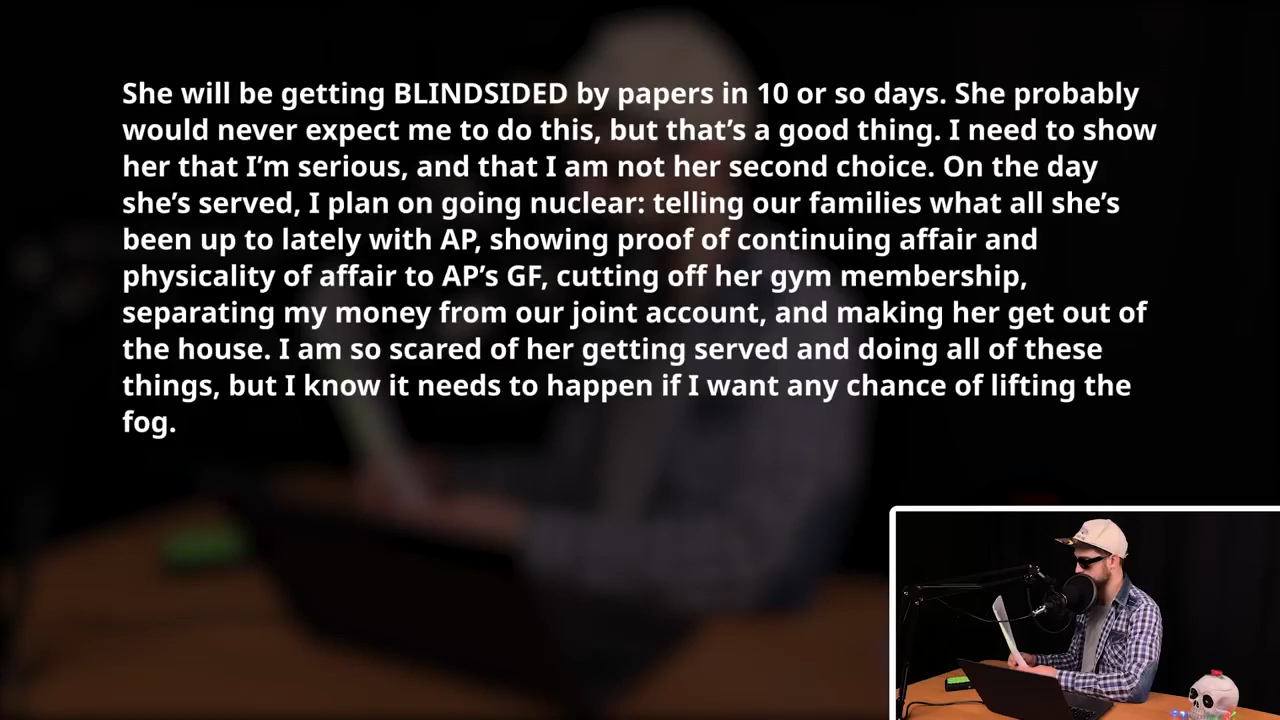 She will be getting BLINDSIDED by papers in 10 or so days. She probably
would never expect me to do this, but that’s a good thing. I need to show
her that I’m serious, and that I am not her second choice. On the day
she’s served, I plan on going nuclear: telling our families what all she’s
been up to lately with AP, showing proof of continuing affair and
physicality of affair to AP’s GF, cutting off her gym membership,
separating my money from our joint account, and making her get out of
the house. I am so scared of her getting served and doing all of these
things, but I know it needs to happen if I want any chance of lifting the
fog.